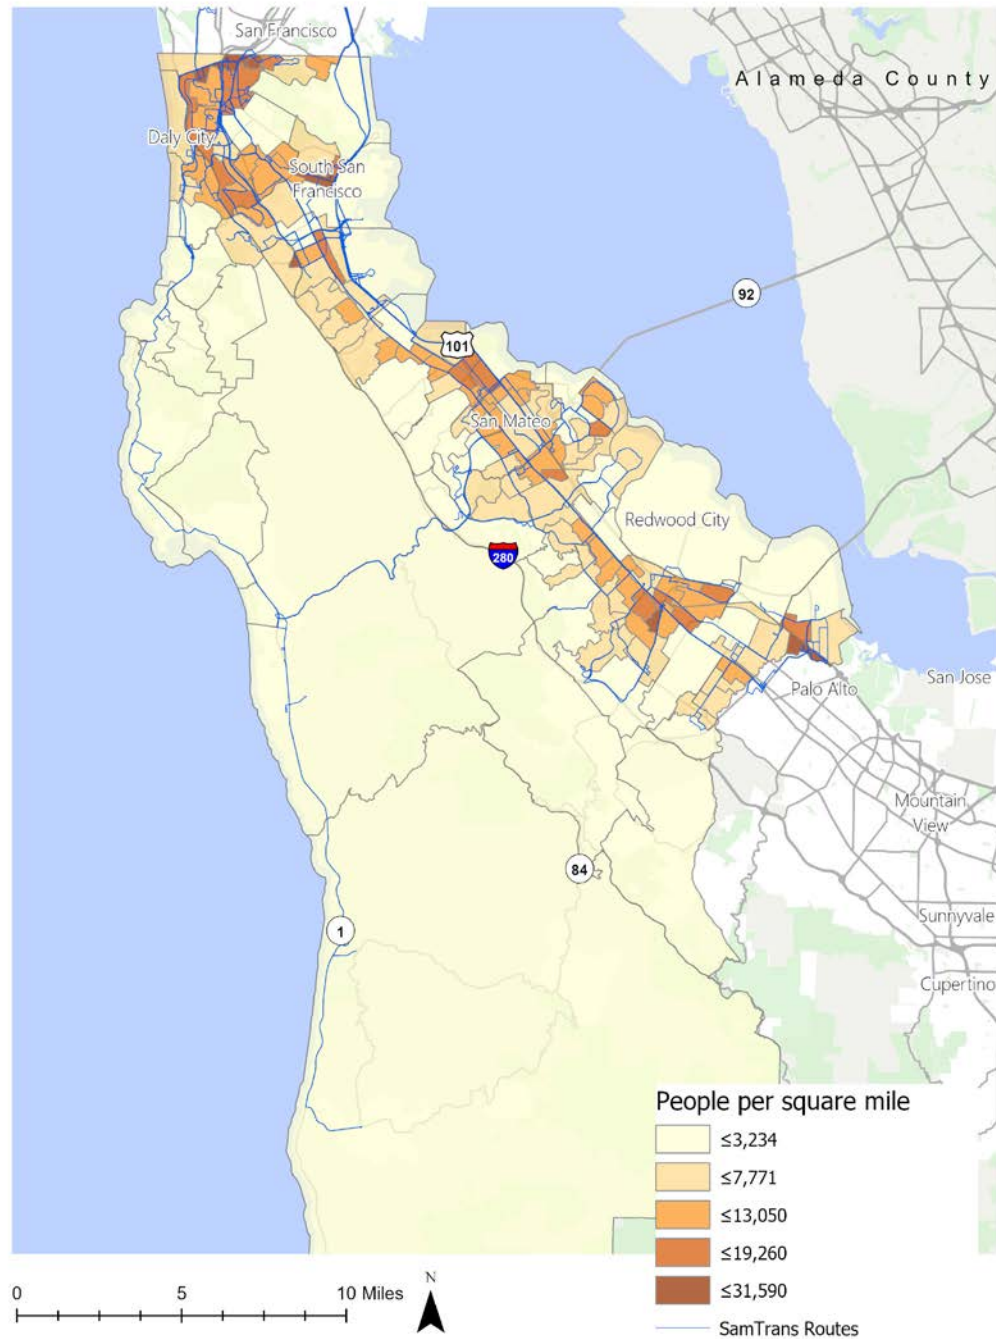 San Francisco
Alameda County
Daly City
South San
Francisco
92
101
San Mateo
Redwood City
280
Palo Alto
San Jose
Mountain
View
84
Sunnyvale
1
Cupertino
People per square mile
≤3,234
≤7,771
≤13,050
≤19,260
≤31,590
SamTrans Routes
0 5 10 Miles
N